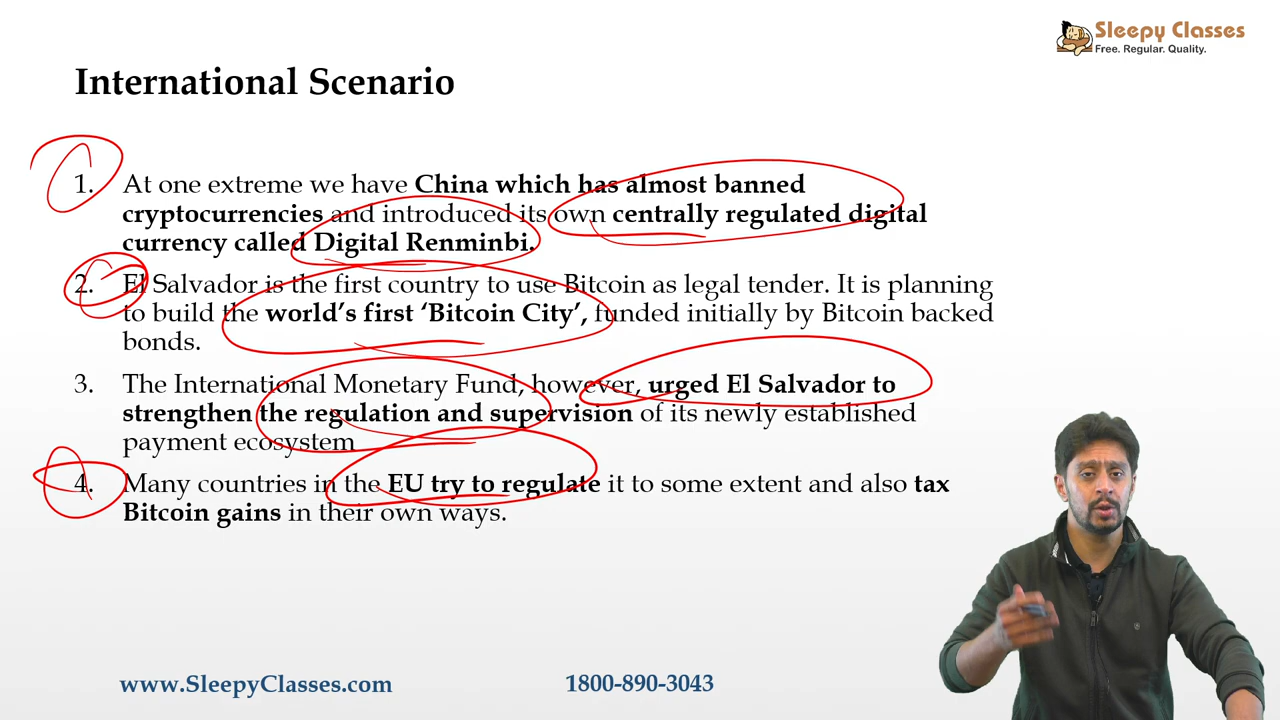 Sleepy Classes
Free. Regular. Quality.
International Scenario
1. At one extreme we have China which has almost banned
cryptocurrencies and introduced its own centrally regulated digital
currency called Digital Renminbi.
2. El Salvador is the first country to use Bitcoin as legal tender. It is planning
to build the world's first ‘Bitcoin City’, funded initially by Bitcoin backed
bonds.
3. The International Monetary Fund, however, urged El Salvador to
strengthen the regulation and supervision of its newly established
payment ecosystem
4. Many countries in the EU try to regulate it to some extent and also tax
Bitcoin gains in their own ways.
www.SleepyClasses.com
1800-890-3043